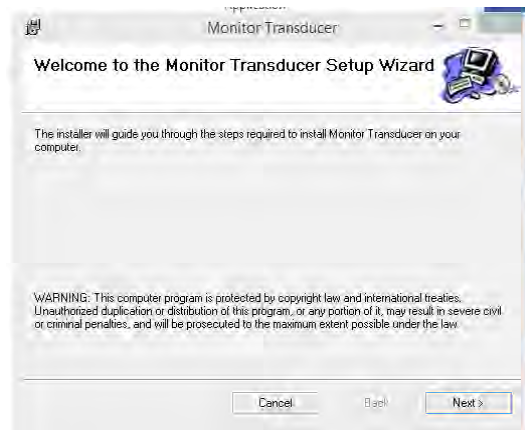 Application
Monitor Transducer
Welcome to the Monitor Transducer Setup Wizard
The installer will guide you through the steps required to install Monitor Transducer on your
computer.
WARNING: This computer program is protected by copyright law and international treaties.
Unauthorized duplication or distribution of this program, or any portion of it, may result in severe civil
or criminal penalties, and will be prosecuted to the maximum extent possible under the law.
Cancel Back Next >